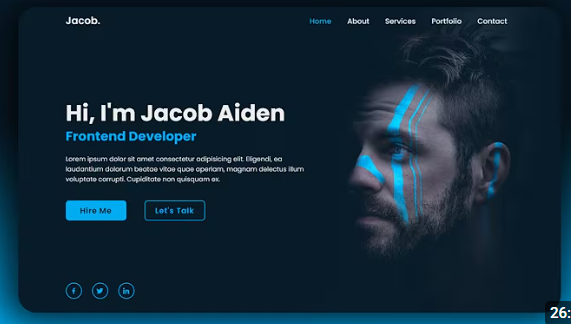 Jacob.
Home About Services Portfolio Contact
Hi, I'm Jacob Aiden
Frontend Developer
Lorem ipsum dolor sit amet consectetur adipisicing elit. Eligendi, ea
laudantium dolorum beatae vitae quae aperiam, magnam delectus illum
voluptate corrupti. Cupiditate non quisquam ex.
Hire Me Let's Talk
f in
26: